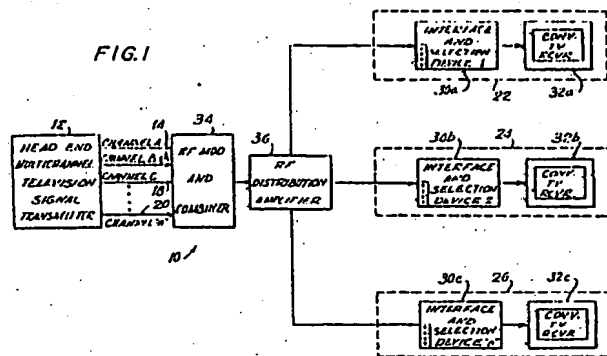 FIG.1
12
HEAD END
MULTICHANNEL
TELEVISION
SIGNAL
TRANSMITTER
CHANNEL A
14
CHANNEL B
CHANNEL C
18
20
CHANNEL "N"
10
34
RF MOD
AND
COMBINER
36
RF
DISTRIBUTION
AMPLIFIER
INTERFACE
AND
SELECTION
DEVICE 1
30a
CONV.
TV
RCVR.
32a
22
30b
24
32b
INTERFACE
AND
SELECTION
DEVICE 2
CONV.
TV
RCVR.
30c
26
32c
INTERFACE
AND
SELECTION
DEVICE "N"
CONV.
TV
RCVR.